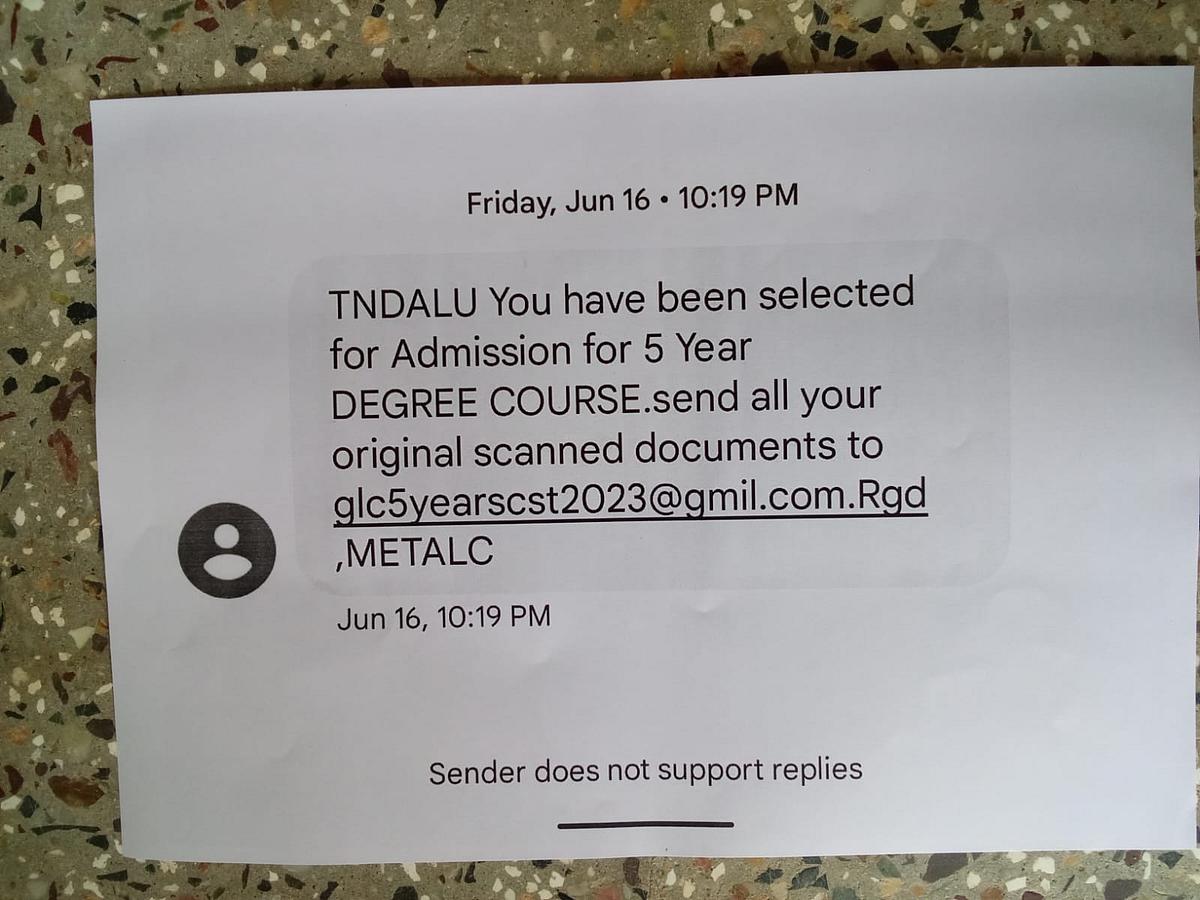 Friday, Jun 16 • 10:19 PM
TNDALU You have been selected
for Admission for 5 Year
DEGREE COURSE.send all your
original scanned documents to
glc5yearscst2023@gmil.com.Rgd
,METALC
Jun 16, 10:19 PM
Sender does not support replies